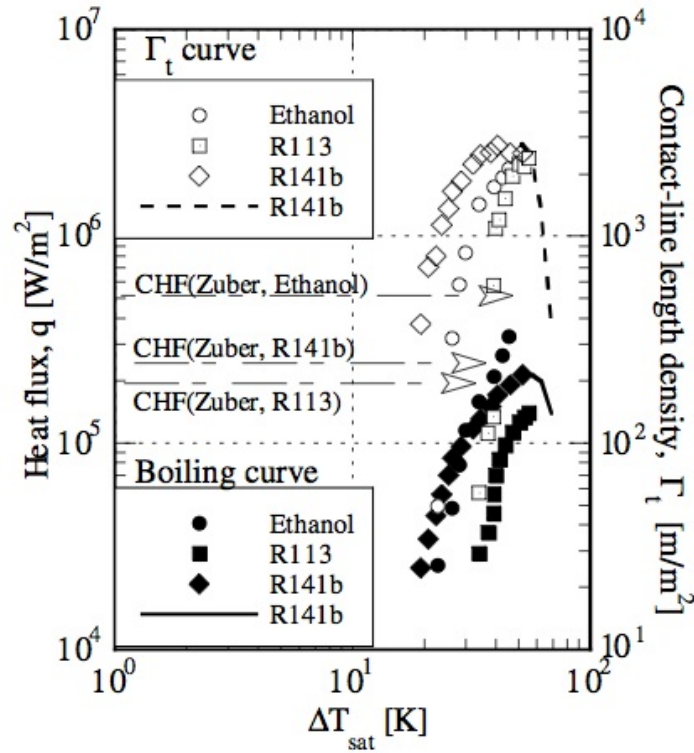 10⁷
10⁶
10⁵
10⁴
Heat flux, q [W/m²]
Γt curve
Ethanol
R113
R141b
R141b
CHF(Zuber, Ethanol)
CHF(Zuber, R141b)
CHF(Zuber, R113)
Boiling curve
Ethanol
R113
R141b
R141b
10⁴
10³
10²
10¹
Contact-line length density, Γt [m/m²]
10⁰
10¹
10²
ΔTsat [K]